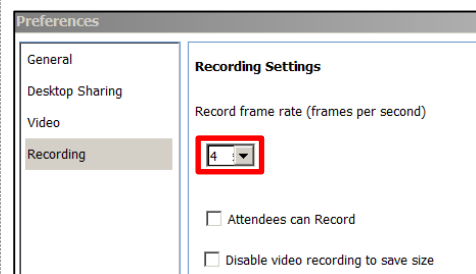 Preferences
General
Desktop Sharing
Video
Recording
Recording Settings
Record frame rate (frames per second)
4
Attendees can Record
Disable video recording to save size